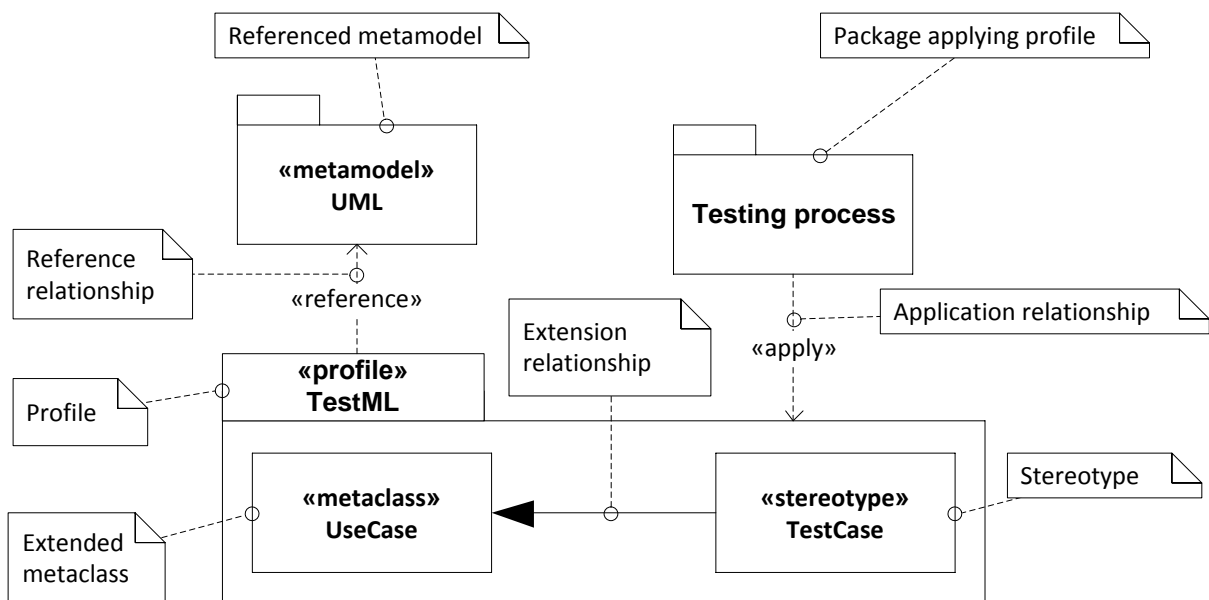 Referenced metamodel
Package applying profile
«metamodel»
UML
Testing process
Reference
relationship
«reference»
Extension
relationship
Application relationship
«apply»
«profile»
TestML
Profile
«metaclass»
UseCase
«stereotype»
TestCase
Stereotype
Extended
metaclass